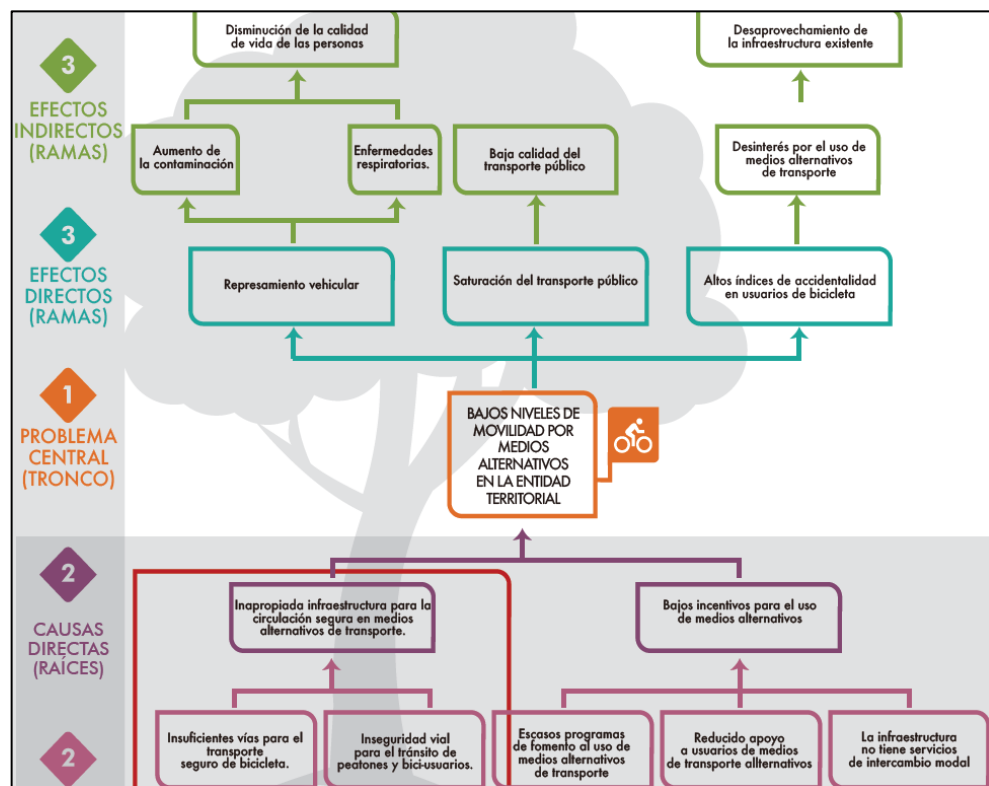 Disminución de la calidad
de vida de las personas
Desaprovechamiento de
la infraestructura existente
3
EFECTOS
INDIRECTOS
(RAMAS)
Aumento de
la contaminación
Enfermedades
respiratorias.
Baja calidad del
transporte público
Desinterés por el uso de
medios alternativos
de transporte
3
EFECTOS
DIRECTOS
(RAMAS)
Represamiento vehicular
Saturación del transporte público
Altos índices de accidentalidad
en usuarios de bicicleta
1
PROBLEMA
CENTRAL
(TRONCO)
BAJOS NIVELES DE
MOVILIDAD POR
MEDIOS
ALTERNATIVOS
EN LA ENTIDAD
TERRITORIAL
2
CAUSAS
DIRECTAS
(RAÍCES)
Inapropiada infraestructura para la
circulación segura en medios
alternativos de transporte.
Bajos incentivos para el uso
de medios alternativos
2
Insuficientes vías para el
transporte
seguro de bicicleta.
Inseguridad vial
para el tránsito de
peatones y bici-usuarios.
Escasos programas
de fomento al uso de
medios alternativos
de transporte
Reducido apoyo
a usuarios de medios
de transporte allternativos
La infraestructura
no tiene servicios
de intercambio modal